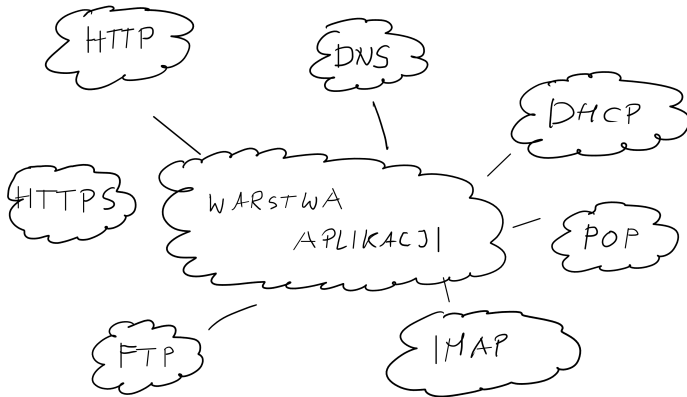 HTTP
DNS
DHCP
HTTPS
WARSTWA
APLIKACJI
POP
FTP
IMAP